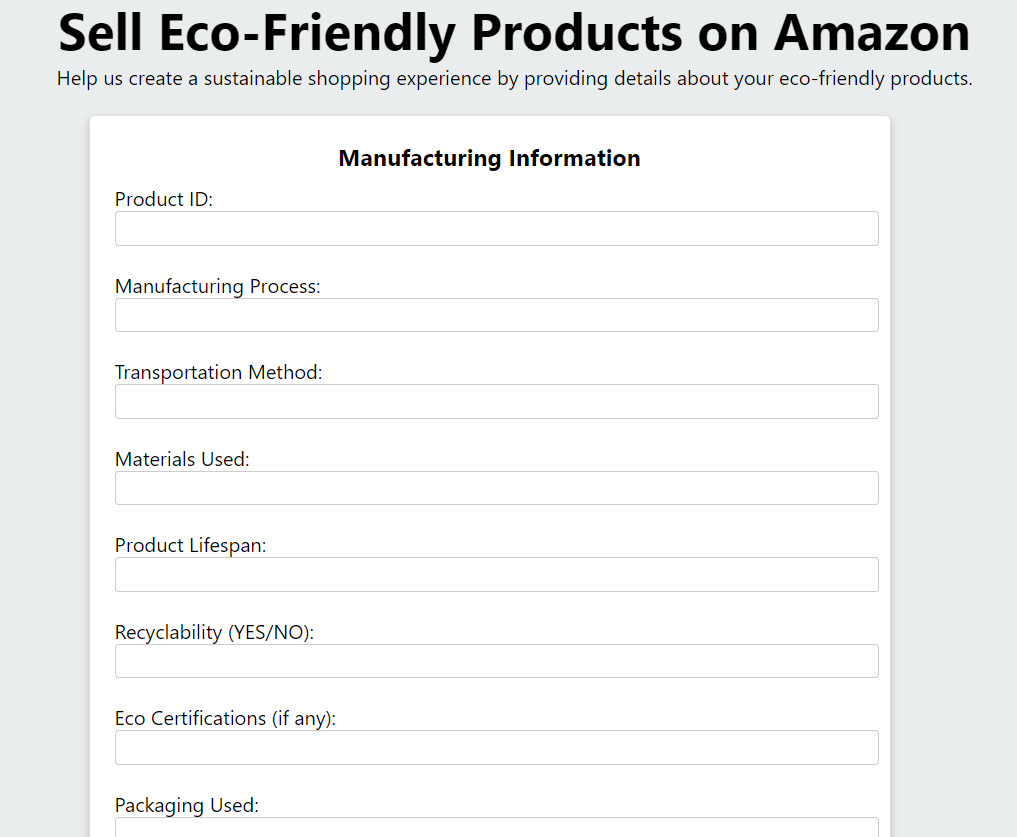 Sell Eco-Friendly Products on Amazon
Help us create a sustainable shopping experience by providing details about your eco-friendly products.
Manufacturing Information
Product ID:
Manufacturing Process:
Transportation Method:
Materials Used:
Product Lifespan:
Recyclability (YES/NO):
Eco Certifications (if any):
Packaging Used: